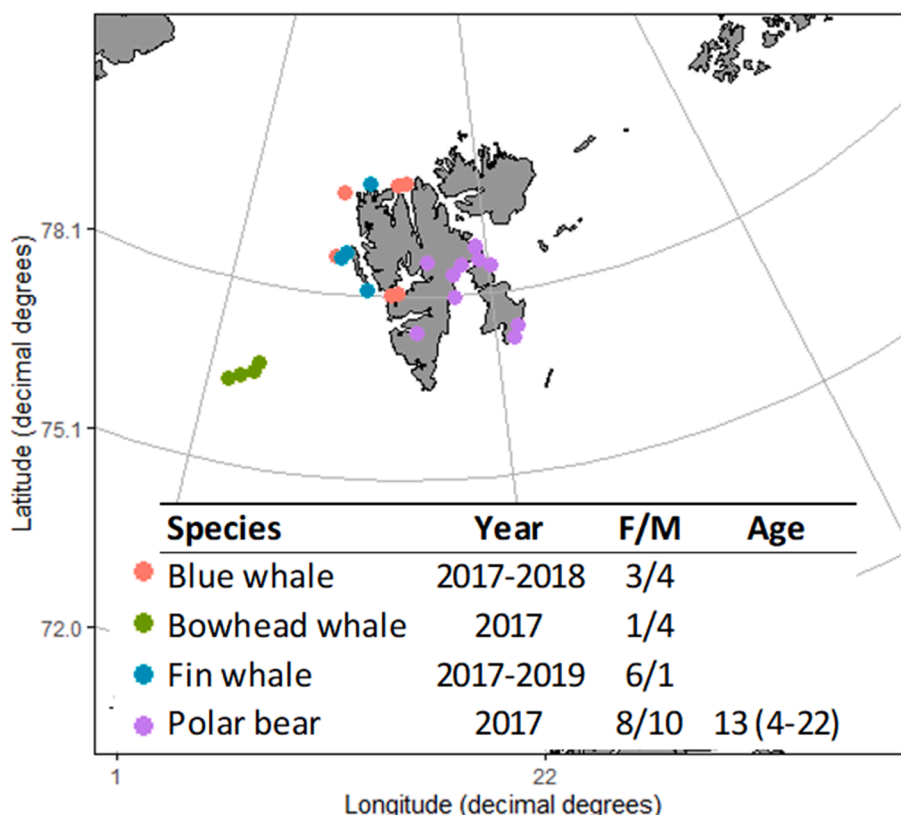 78.1
75.1
72.0
Latitude (decimal degrees)
Species Year F/M Age
Blue whale 2017-2018 3/4
Bowhead whale 2017 1/4
Fin whale 2017-2019 6/1
Polar bear 2017 8/10 13 (4-22)
1 22
Longitude (decimal degrees)